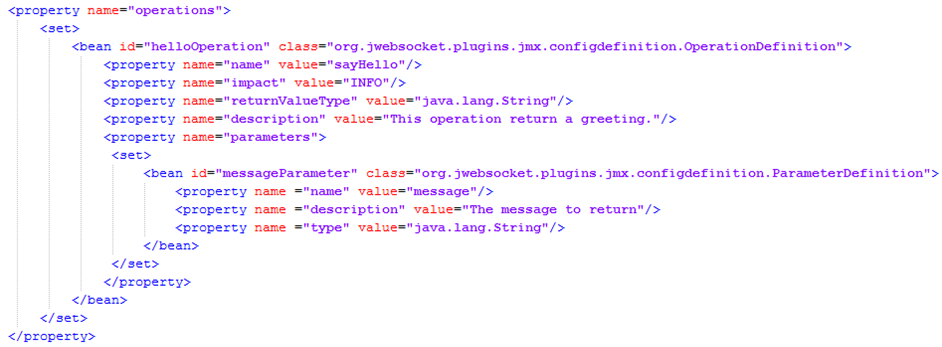 <property name="operations">
<set>
<bean id="helloOperation" class="org.jwebsocket.plugins.jmx.configdefinition.OperationDefinition">
<property name="name" value="sayHello"/>
<property name="impact" value="INFO"/>
<property name="returnValueType" value="java.lang.String"/>
<property name="description" value="This operation return a greeting."/>
<property name="parameters">
<set>
<bean id="messageParameter" class="org.jwebsocket.plugins.jmx.configdefinition.ParameterDefinition">
<property name ="name" value="message"/>
<property name ="description" value="The message to return"/>
<property name ="type" value="java.lang.String"/>
</bean>
</set>
</property>
</bean>
</set>
</property>